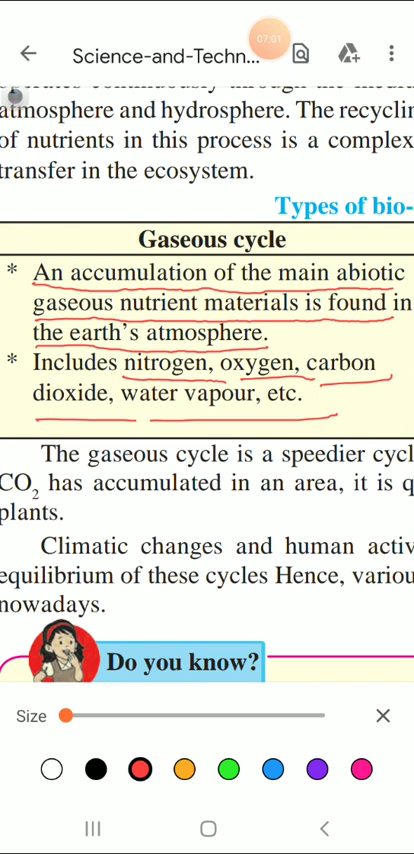 07:01
Science-and-Techn...
atmosphere and hydrosphere. The recyclin
of nutrients in this process is a complex
transfer in the ecosystem.
Types of bio-
Gaseous cycle
* An accumulation of the main abiotic
gaseous nutrient materials is found in
the earth's atmosphere.
* Includes nitrogen, oxygen, carbon
dioxide, water vapour, etc.
The gaseous cycle is a speedier cycl
CO₂ has accumulated in an area, it is q
plants.
Climatic changes and human activ
equilibrium of these cycles Hence, variou
nowadays.
Do you know?
Size